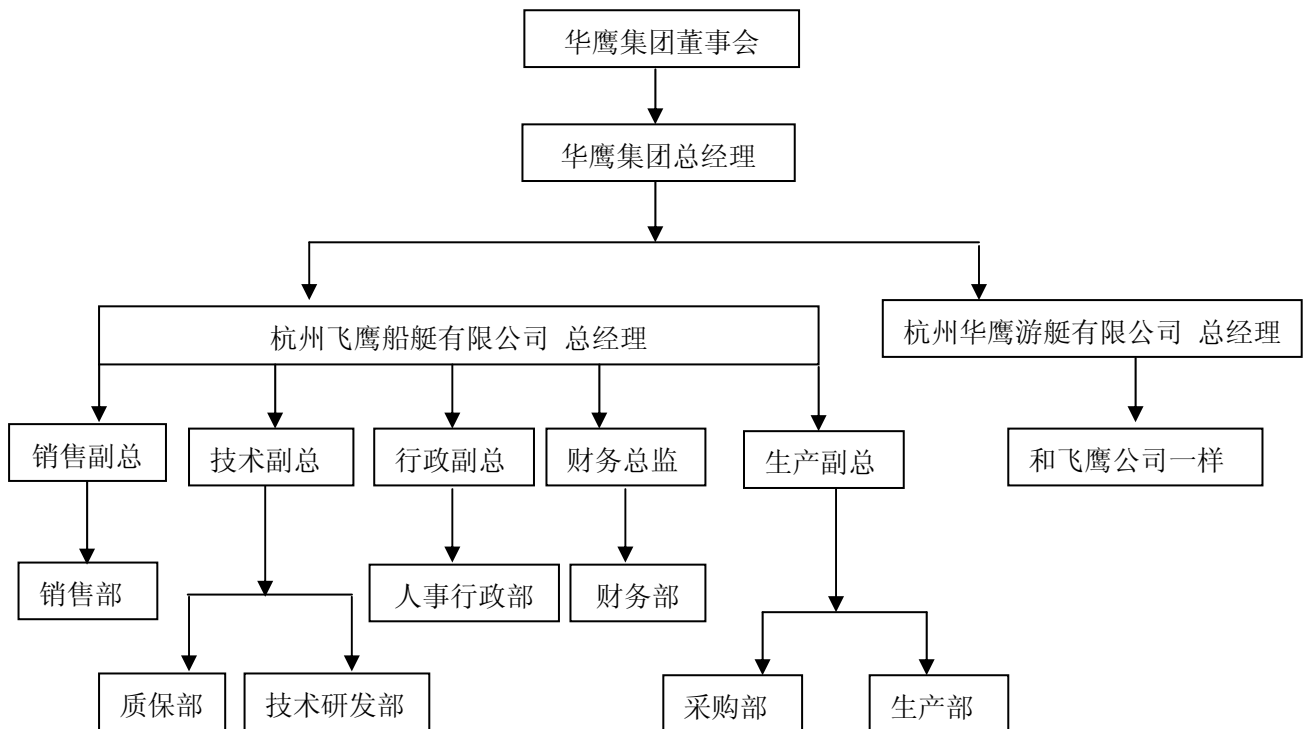 华鹰集团董事会
华鹰集团总经理
杭州飞鹰船艇有限公司 总经理
杭州华鹰游艇有限公司 总经理
销售副总
技术副总
行政副总
财务总监
生产副总
和飞鹰公司一样
销售部
人事行政部
财务部
质保部
技术研发部
采购部
生产部